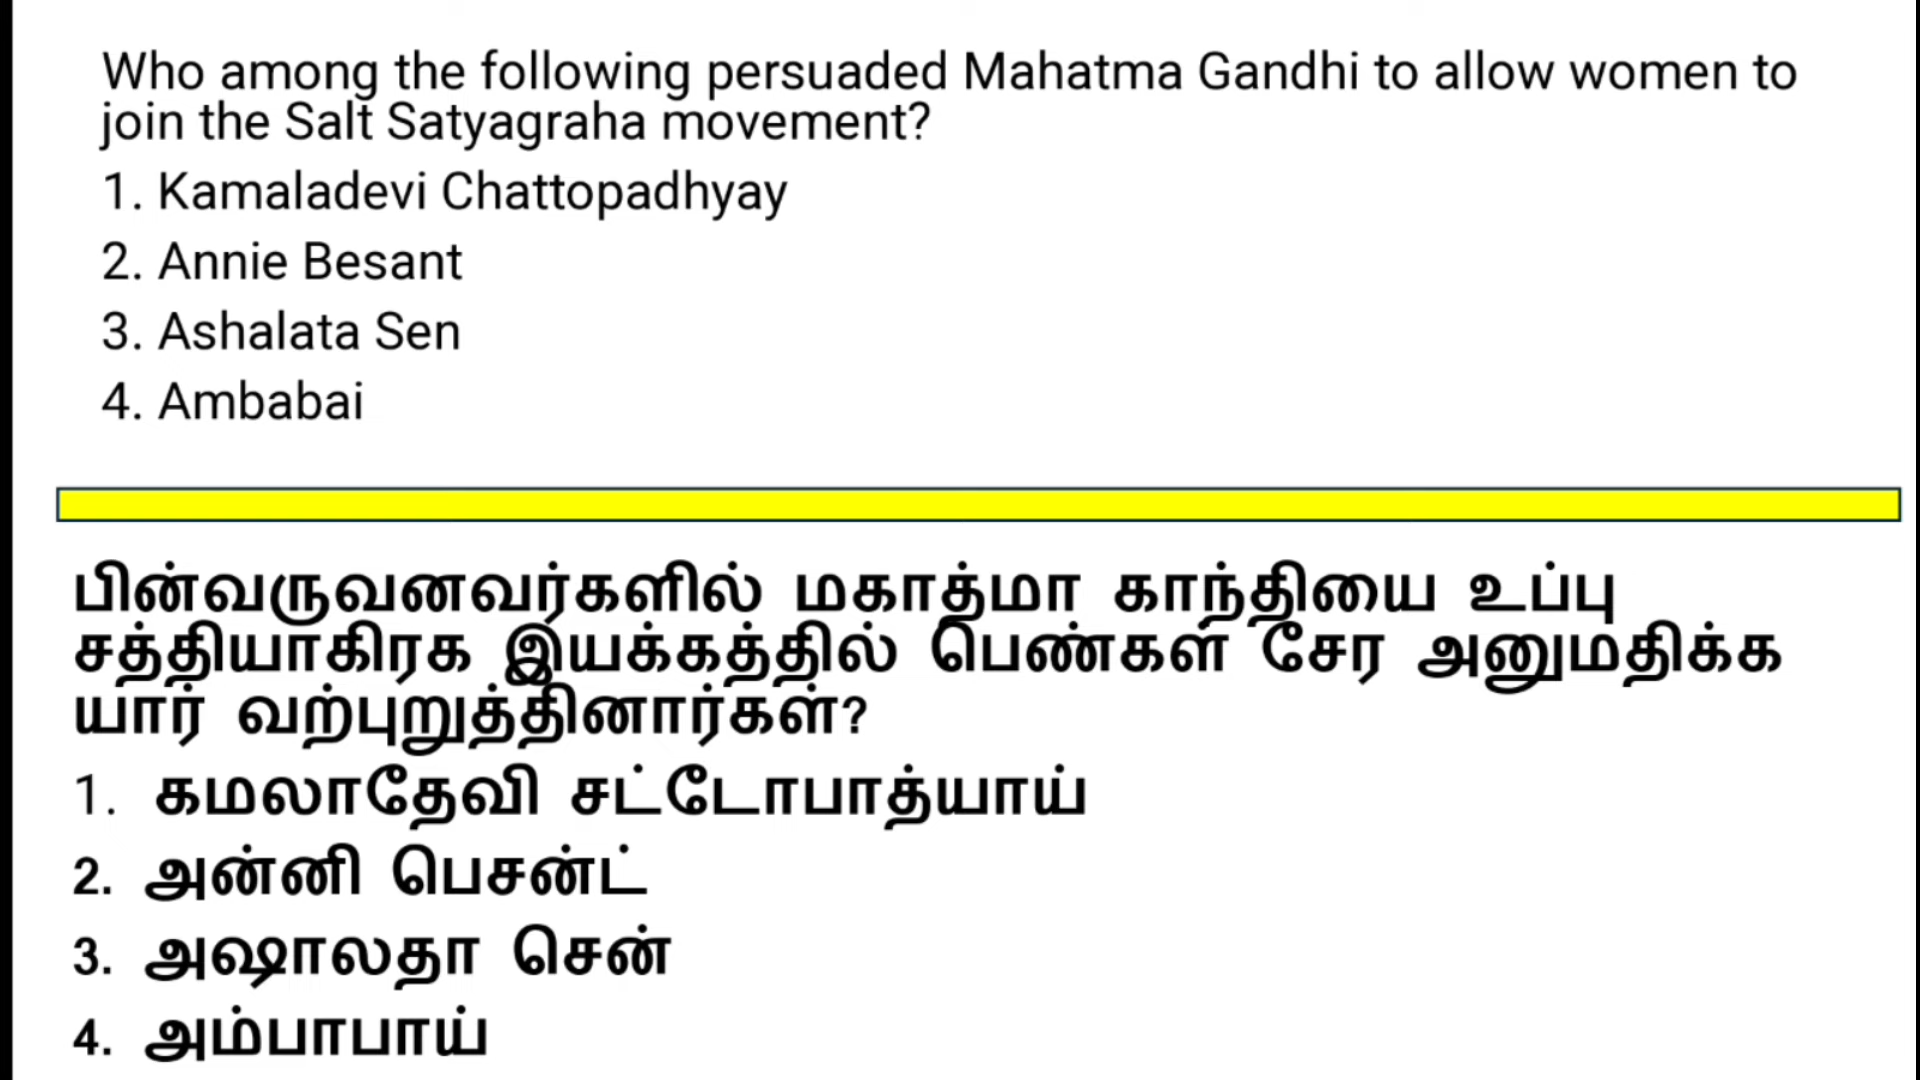 Who among the following persuaded Mahatma Gandhi to allow women to
join the Salt Satyagraha movement?
1. Kamaladevi Chattopadhyay
2. Annie Besant
3. Ashalata Sen
4. Ambabai
பின்வருவனவர்களில் மகாத்மா காந்தியை உப்பு
சத்தியாகிரக இயக்கத்தில் பெண்கள் சேர அனுமதிக்க
யார் வற்புறுத்தினார்கள்?
1. கமலாதேவி சட்டோபாத்யாய்
2. அன்னி பெசன்ட்
3. அஷாலதா சென்
4. அம்பாபாய்